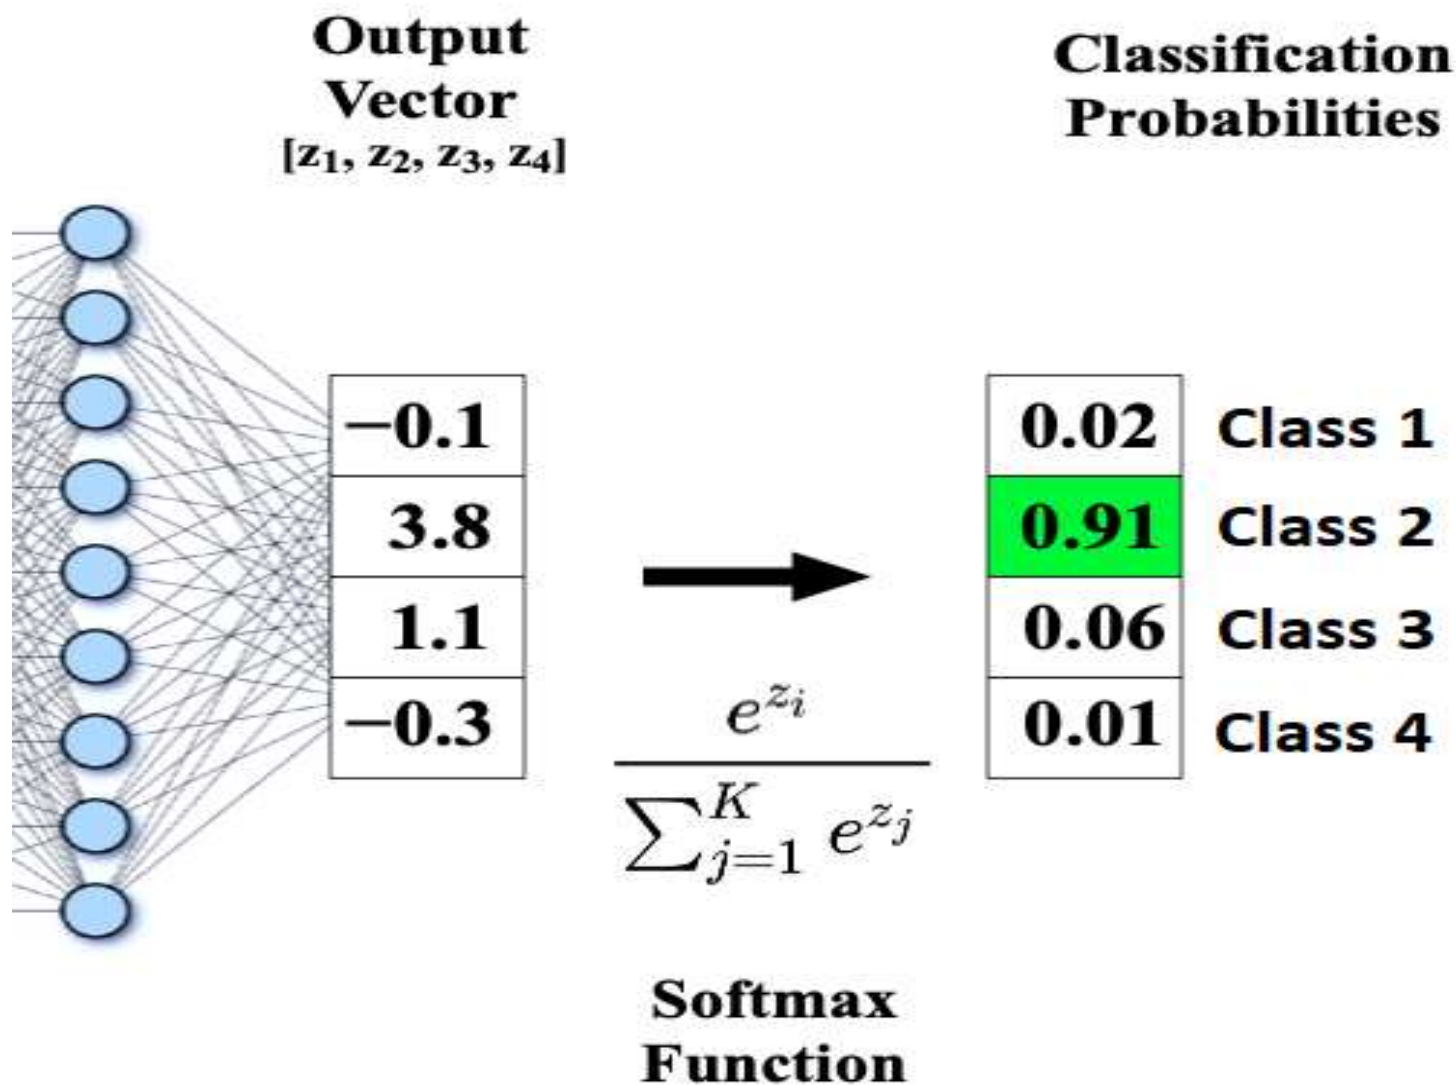 Output
Vector
[z₁, z₂, z₃, z₄]
Classification
Probabilities
−0.1
3.8
1.1
−0.3
e^{z_i}
∑_{j=1}^{K} e^{z_j}
Softmax
Function
0.02 Class 1
0.91 Class 2
0.06 Class 3
0.01 Class 4